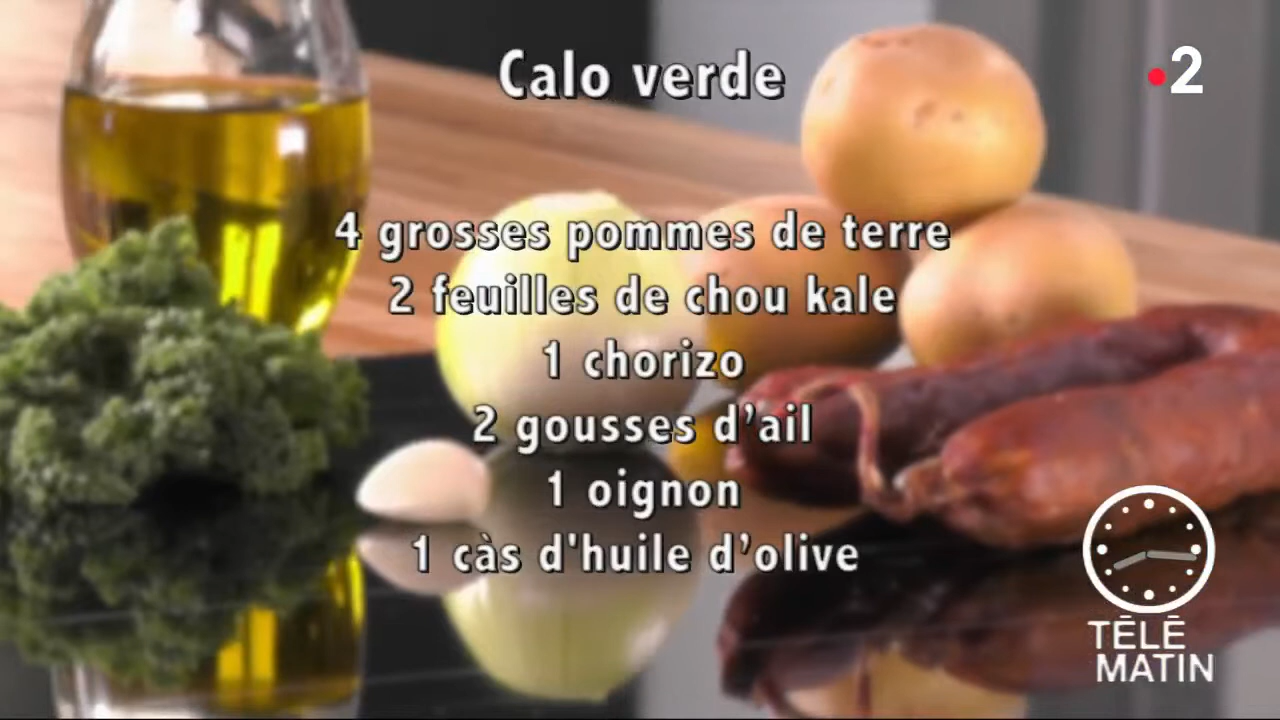 Calo verde
2
4 grosses pommes de terre
2 feuilles de chou kale
1 chorizo
2 gousses d’ail
1 oignon
1 càs d'huile d’olive
TÉLÉ
MATIN